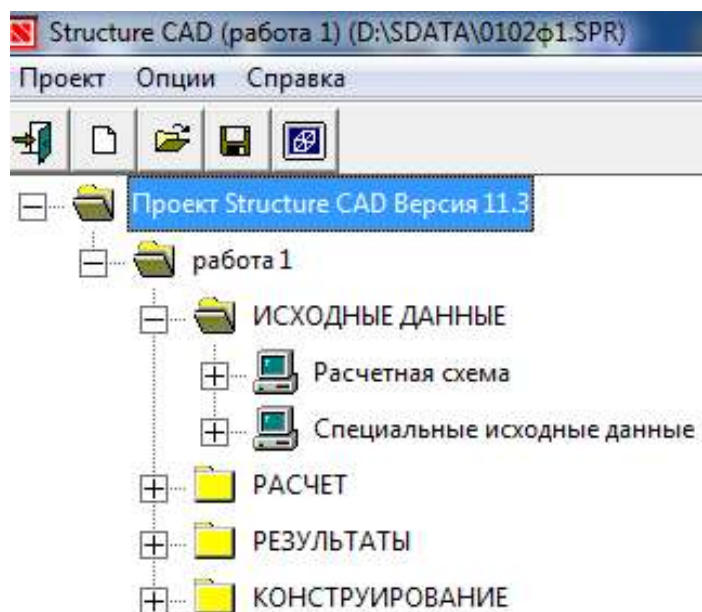 Structure CAD (работа 1) (D:\SDATA\0102ф1.SPR)
Проект Опции Справка
Проект Structure CAD Версия 11.3
работа 1
ИСХОДНЫЕ ДАННЫЕ
Расчетная схема
Специальные исходные данные
РАСЧЕТ
РЕЗУЛЬТАТЫ
КОНСТРУИРОВАНИЕ